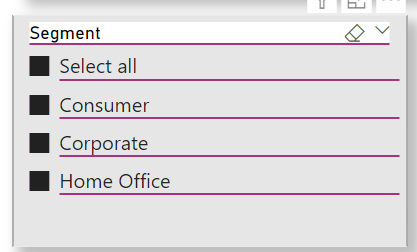 Segment
Select all
Consumer
Corporate
Home Office